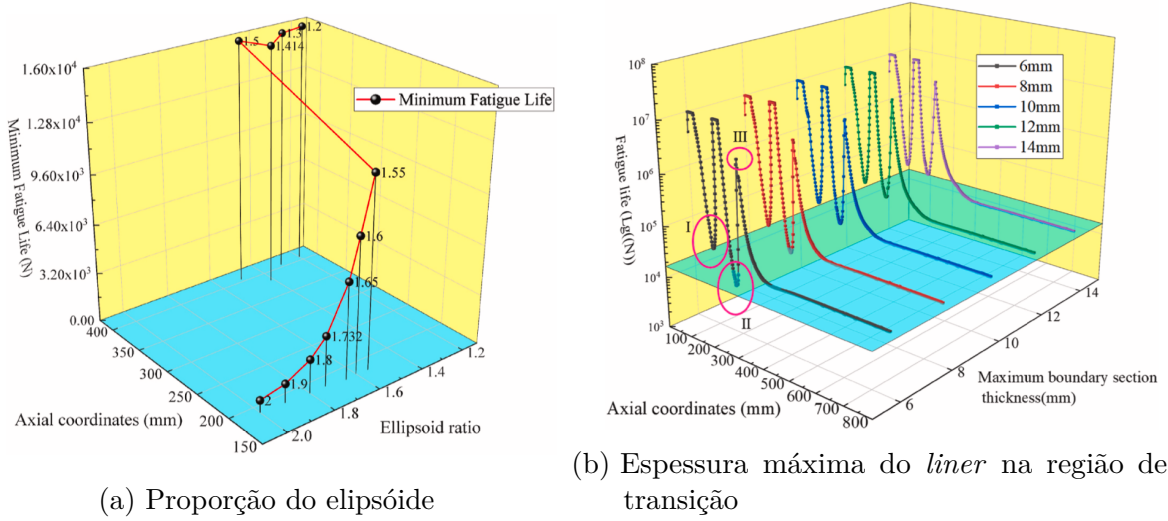 1.5
1.3
1.2
1.414
Minimum Fatigue Life
1.55
1.6
1.65
1.732
1.8
1.9
2
1.60x10⁴
1.28x10⁴
9.60x10³
6.40x10³
3.20x10³
0.00
Minimum Fatigue Life (N)
400
350
300
250
200
150
Axial coordinates (mm)
1.2
1.4
1.6
1.8
2.0
Ellipsoid ratio
(a) Proporção do elipsóide
6mm
8mm
10mm
12mm
14mm
I
II
III
10⁸
10⁷
10⁶
10⁵
10⁴
10³
Fatigue life (Lg((N))
100
200
300
400
500
600
700
800
Axial coordinates (mm)
6
8
10
12
14
Maximum boundary section
thickness(mm)
(b) Espessura máxima do liner na região de
transição